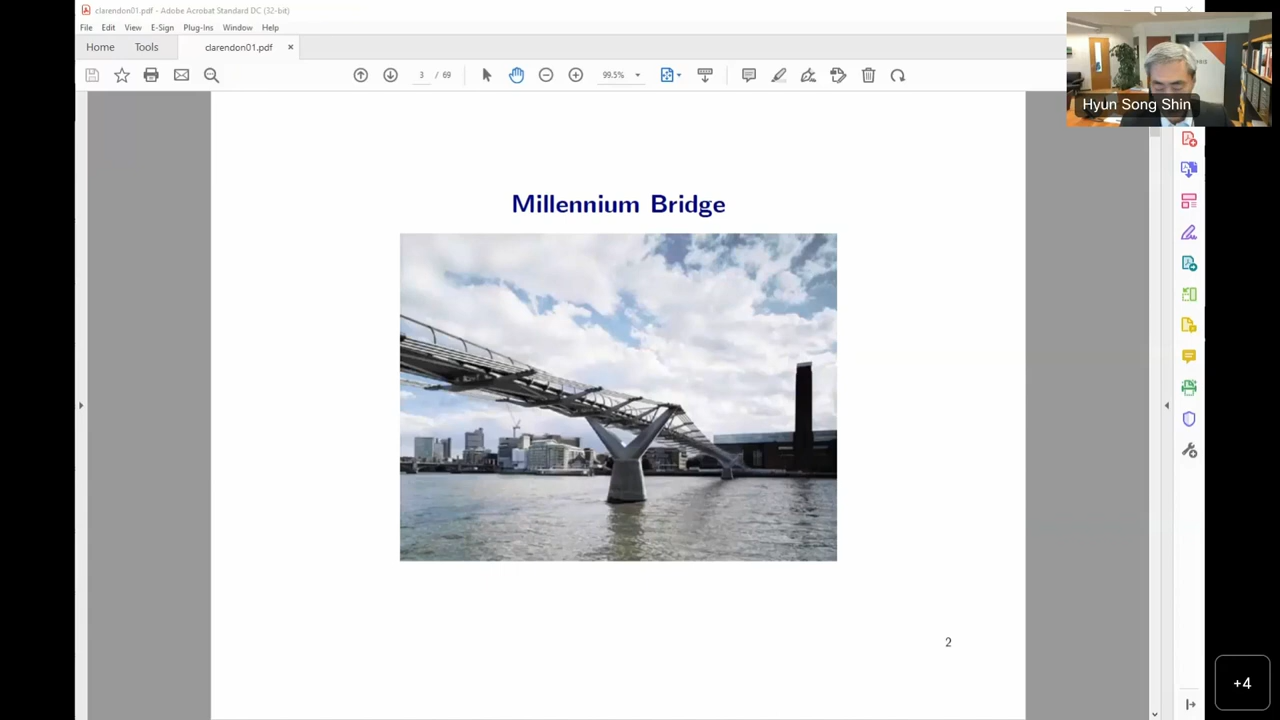 clarendon01.pdf - Adobe Acrobat Standard DC (32-bit)
File Edit View E-Sign Plug-Ins Window Help
Home Tools clarendon01.pdf
3 / 69 99.5%
Hyun Song Shin
Millennium Bridge
2
+4